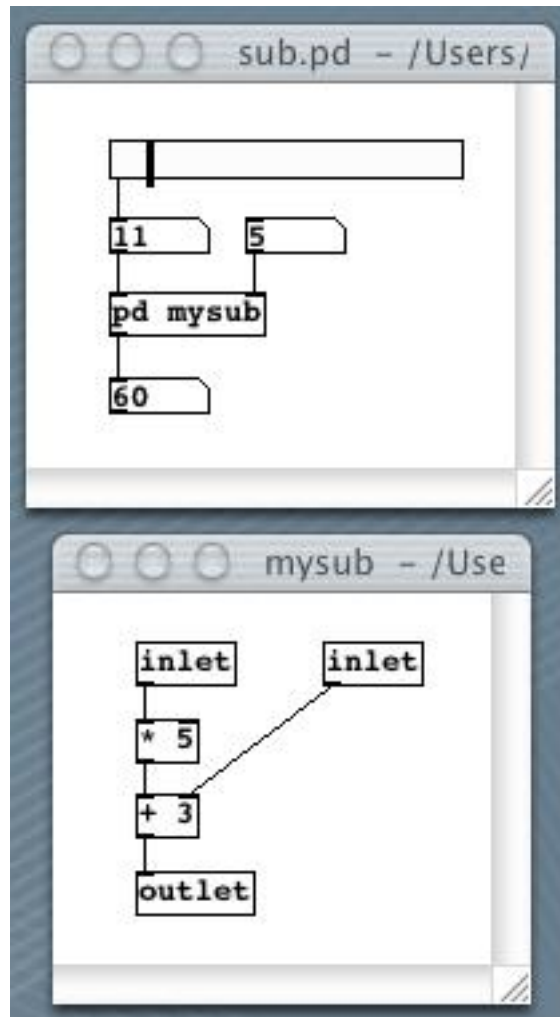 sub.pd - /Users/
11 5
pd mysub
60
mysub - /Use
inlet inlet
* 5
+ 3
outlet